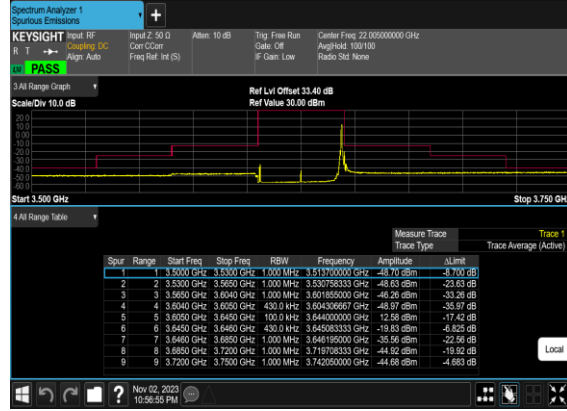 Spectrum Analyzer 1
Spurious Emissions
+
KEYSIGHT Input: RF Input Z: 50 Ω Atten: 10 dB Trig: Free Run Center Freq: 22.005000000 GHz
R T Coupling: DC Corr CCorr Gate: Off Avg|Hold: 100/100
Align: Auto Freq Ref: Int (S) IF Gain: Low Radio Std: None
PASS
3 All Range Graph
Ref Lvl Offset 33.40 dB
Scale/Div 10.0 dB Ref Value 30.00 dBm
20.0
10.0
0.00
-10.0
-20.0
-30.0
-40.0
-50.0
-60.0
Start 3.500 GHz Stop 3.750 GH
4 All Range Table
Measure Trace Trace 1
Trace Type Trace Average (Active)
Spur Range Start Freq Stop Freq RBW Frequency Amplitude ΔLimit
1 1 3.5000 GHz 3.5300 GHz 1.000 MHz 3.513700000 GHz -48.70 dBm -8.700 dB
2 2 3.5300 GHz 3.5650 GHz 1.000 MHz 3.530758333 GHz -48.63 dBm -23.63 dB
3 3 3.5650 GHz 3.6040 GHz 1.000 MHz 3.601855000 GHz -46.26 dBm -33.26 dB
4 4 3.6040 GHz 3.6050 GHz 430.0 kHz 3.604306667 GHz -48.97 dBm -35.97 dB
5 5 3.6050 GHz 3.6450 GHz 100.0 kHz 3.644000000 GHz 12.58 dBm -17.42 dB
6 6 3.6450 GHz 3.6460 GHz 430.0 kHz 3.645083333 GHz -19.83 dBm -6.825 dB
7 7 3.6460 GHz 3.6850 GHz 1.000 MHz 3.646195000 GHz -35.56 dBm -22.56 dB
8 8 3.6850 GHz 3.7200 GHz 1.000 MHz 3.719708333 GHz -44.92 dBm -19.92 dB
9 9 3.7200 GHz 3.7500 GHz 1.000 MHz 3.742050000 GHz -44.68 dBm -4.683 dB
Local
? Nov 02, 2023
10:56:55 PM